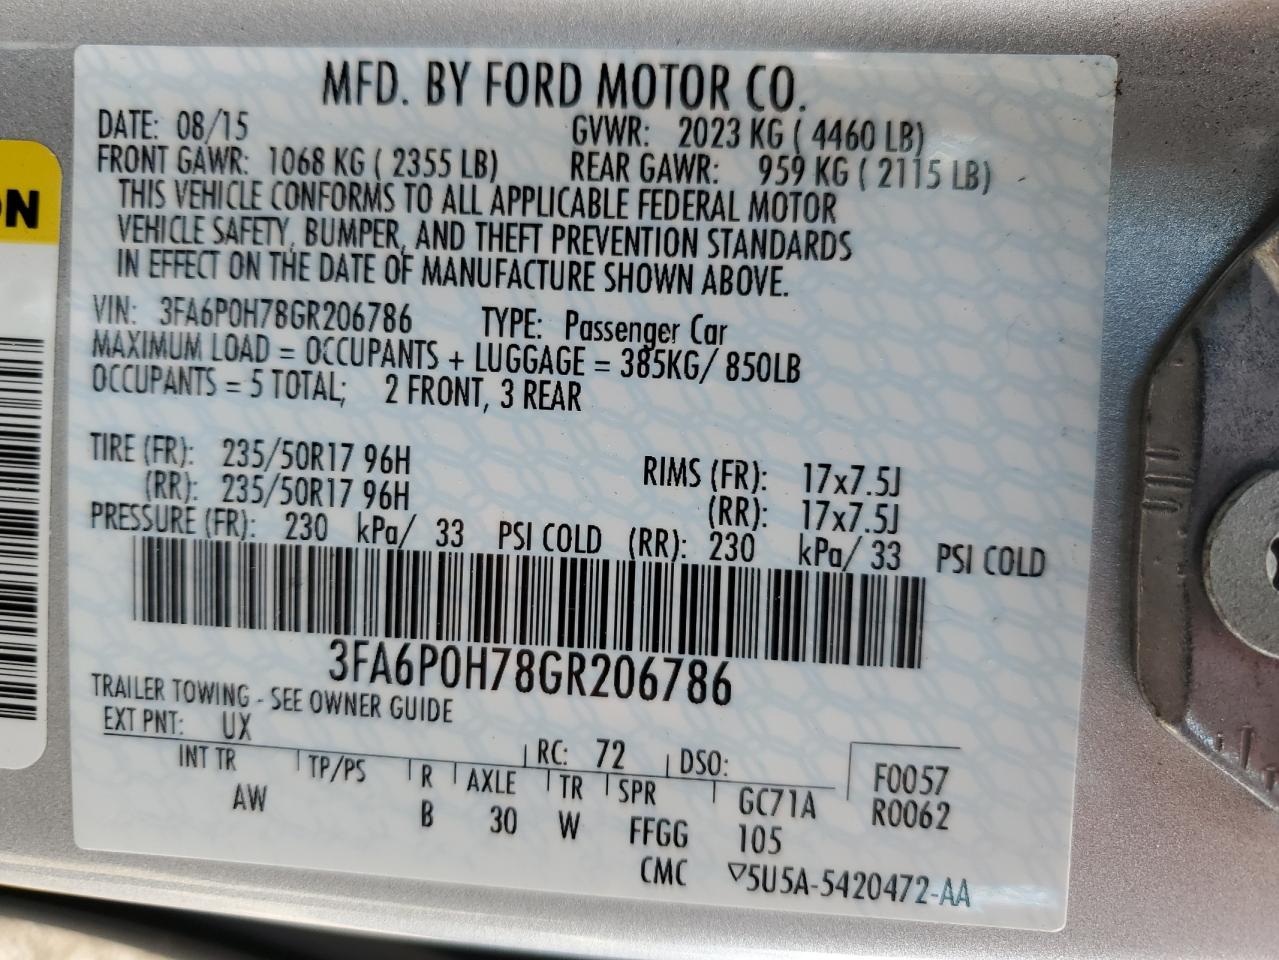 MFD. BY FORD MOTOR CO.
DATE: 08/15 GVWR: 2023 KG ( 4460 LB)
FRONT GAWR: 1068 KG ( 2355 LB) REAR GAWR: 959 KG ( 2115 LB)
THIS VEHICLE CONFORMS TO ALL APPLICABLE FEDERAL MOTOR
VEHICLE SAFETY, BUMPER, AND THEFT PREVENTION STANDARDS
IN EFFECT ON THE DATE OF MANUFACTURE SHOWN ABOVE.
VIN: 3FA6P0H78GR206786 TYPE: Passenger Car
MAXIMUM LOAD = OCCUPANTS + LUGGAGE = 385KG/ 850LB
OCCUPANTS = 5 TOTAL; 2 FRONT, 3 REAR
TIRE (FR): 235/50R17 96H RIMS (FR): 17x7.5J
(RR): 235/50R17 96H (RR): 17x7.5J
PRESSURE (FR): 230 kPa/ 33 PSI COLD (RR): 230 kPa/ 33 PSI COLD
3FA6P0H78GR206786
TRAILER TOWING - SEE OWNER GUIDE
EXT PNT: UX RC: 72 DSO:
INT TR TP/PS R AXLE TR SPR GC71A F0057
AW B 30 W FFGG 105 R0062
CMC ▽5U5A-5420472-AA
ON